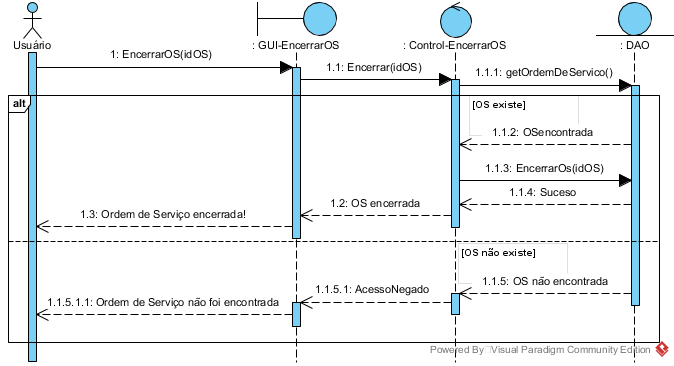 Usuário
: GUI-EncerrarOS
: Control-EncerrarOS
: DAO
1: EncerrarOS(idOS)
1.1: Encerrar(idOS)
1.1.1: getOrdemDeServico()
alt
[OS existe]
1.1.2: OSencontrada
1.1.3: EncerrarOs(idOS)
1.1.4: Suceso
1.2: OS encerrada
1.3: Ordem de Serviço encerrada!
[OS não existe]
1.1.5: OS não encontrada
1.1.5.1: AcessoNegado
1.1.5.1.1: Ordem de Serviço não foi encontrada
Powered By Visual Paradigm Community Edition